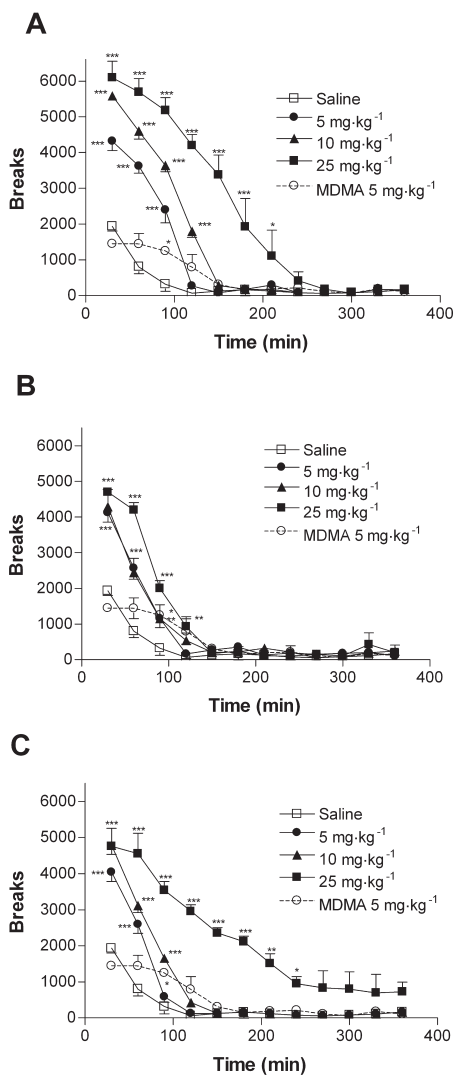 A
***
***
***
***
***
***
*
***
***
***
***
***
***
***
*
Saline
5 mg·kg⁻¹
10 mg·kg⁻¹
25 mg·kg⁻¹
MDMA 5 mg·kg⁻¹
6000
5000
4000
3000
2000
1000
0
Breaks
0 100 200 300 400
Time (min)
B
***
***
***
***
***
*
**
**
Saline
5 mg·kg⁻¹
10 mg·kg⁻¹
25 mg·kg⁻¹
MDMA 5 mg·kg⁻¹
6000
5000
4000
3000
2000
1000
0
Breaks
0 100 200 300 400
Time (min)
C
***
***
***
***
***
***
**
*
***
***
***
***
*
Saline
5 mg·kg⁻¹
10 mg·kg⁻¹
25 mg·kg⁻¹
MDMA 5 mg·kg⁻¹
6000
5000
4000
3000
2000
1000
0
Breaks
0 100 200 300 400
Time (min)